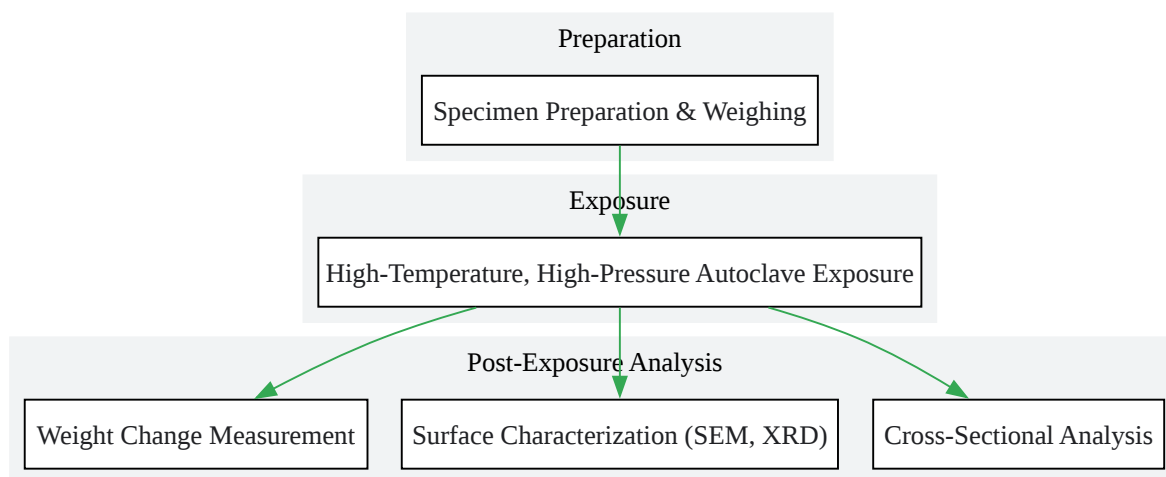 Preparation
Specimen Preparation & Weighing
Exposure
High-Temperature, High-Pressure Autoclave Exposure
Post-Exposure Analysis
Weight Change Measurement
Surface Characterization (SEM, XRD)
Cross-Sectional Analysis